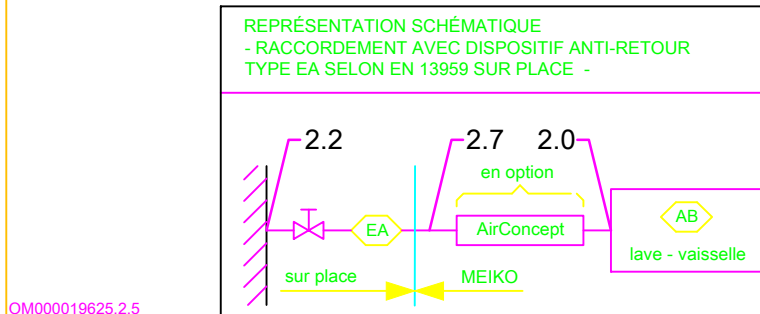 REPRÉSENTATION SCHÉMATIQUE
- RACCORDEMENT AVEC DISPOSITIF ANTI-RETOUR
TYPE EA SELON EN 13959 SUR PLACE -
2.2
2.7
2.0
en option
EA
AirConcept
AB
lave - vaisselle
sur place
MEIKO
OM000019625.2.5